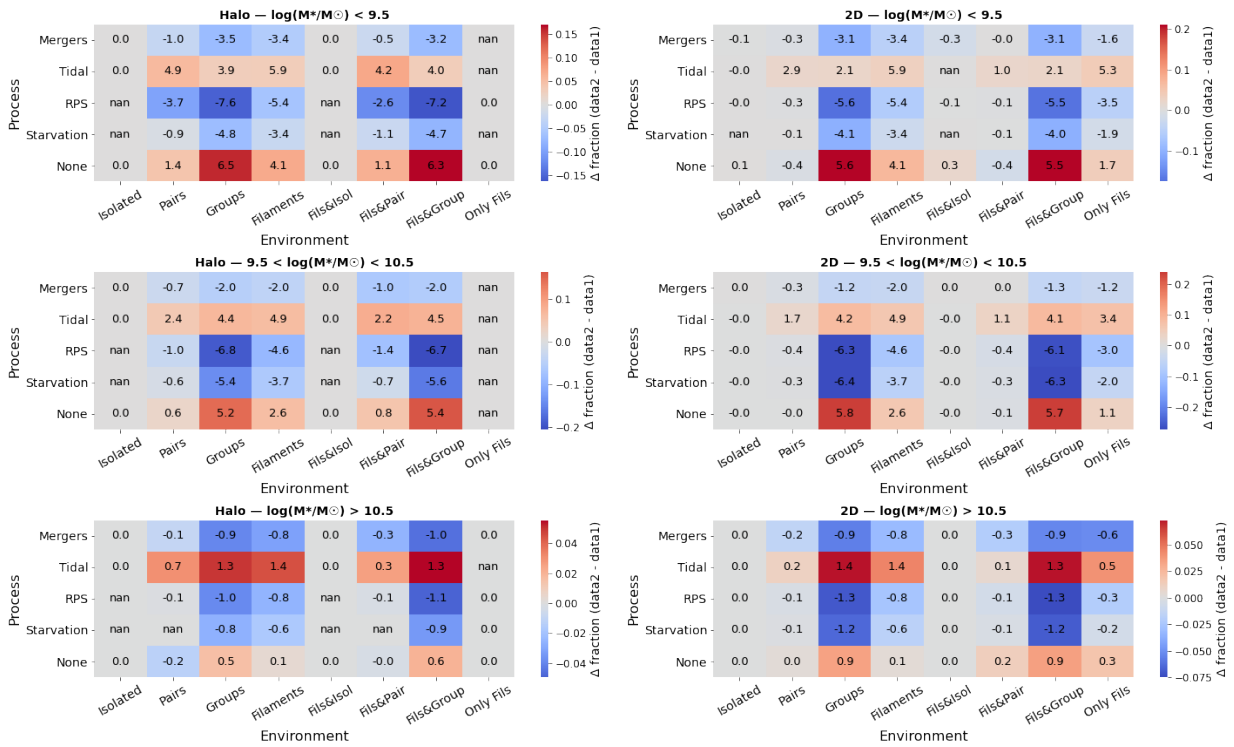 Halo — log(M*/M☉) < 9.5
Process
Mergers 0.0 -1.0 -3.5 -3.4 0.0 -0.5 -3.2 nan
Tidal 0.0 4.9 3.9 5.9 0.0 4.2 4.0 nan
RPS nan -3.7 -7.6 -5.4 nan -2.6 -7.2 0.0
Starvation nan -0.9 -4.8 -3.4 nan -1.1 -4.7 nan
None 0.0 1.4 6.5 4.1 0.0 1.1 6.3 0.0
Isolated Pairs Groups Filaments Fils&Isol Fils&Pair Fils&Group Only Fils
Environment
0.15
0.10
0.05
0.00
−0.05
−0.10
−0.15
Δ fraction (data2 - data1)
2D — log(M*/M☉) < 9.5
Process
Mergers -0.1 -0.3 -3.1 -3.4 -0.3 -0.0 -3.1 -1.6
Tidal -0.0 2.9 2.1 5.9 nan 1.0 2.1 5.3
RPS -0.0 -0.3 -5.6 -5.4 -0.1 -0.1 -5.5 -3.5
Starvation nan -0.1 -4.1 -3.4 nan -0.1 -4.0 -1.9
None 0.1 -0.4 5.6 4.1 0.3 -0.4 5.5 1.7
Isolated Pairs Groups Filaments Fils&Isol Fils&Pair Fils&Group Only Fils
Environment
0.2
0.1
0.0
−0.1
Δ fraction (data2 - data1)
Halo — 9.5 < log(M*/M☉) < 10.5
Process
Mergers 0.0 -0.7 -2.0 -2.0 0.0 -1.0 -2.0 nan
Tidal 0.0 2.4 4.4 4.9 0.0 2.2 4.5 nan
RPS nan -1.0 -6.8 -4.6 nan -1.4 -6.7 nan
Starvation nan -0.6 -5.4 -3.7 nan -0.7 -5.6 nan
None 0.0 0.6 5.2 2.6 0.0 0.8 5.4 nan
Isolated Pairs Groups Filaments Fils&Isol Fils&Pair Fils&Group Only Fils
Environment
0.1
0.0
−0.1
−0.2
Δ fraction (data2 - data1)
2D — 9.5 < log(M*/M☉) < 10.5
Process
Mergers 0.0 -0.3 -1.2 -2.0 0.0 0.0 -1.3 -1.2
Tidal -0.0 1.7 4.2 4.9 -0.0 1.1 4.1 3.4
RPS -0.0 -0.4 -6.3 -4.6 -0.0 -0.4 -6.1 -3.0
Starvation -0.0 -0.3 -6.4 -3.7 -0.0 -0.3 -6.3 -2.0
None -0.0 -0.0 5.8 2.6 -0.0 -0.1 5.7 1.1
Isolated Pairs Groups Filaments Fils&Isol Fils&Pair Fils&Group Only Fils
Environment
0.2
0.1
0.0
−0.1
−0.2
Δ fraction (data2 - data1)
Halo — log(M*/M☉) > 10.5
Process
Mergers 0.0 -0.1 -0.9 -0.8 0.0 -0.3 -1.0 0.0
Tidal 0.0 0.7 1.3 1.4 0.0 0.3 1.3 nan
RPS nan -0.1 -1.0 -0.8 nan -0.1 -1.1 0.0
Starvation nan nan -0.8 -0.6 nan nan -0.9 0.0
None 0.0 -0.2 0.5 0.1 0.0 -0.0 0.6 0.0
Isolated Pairs Groups Filaments Fils&Isol Fils&Pair Fils&Group Only Fils
Environment
0.04
0.02
0.00
−0.02
−0.04
Δ fraction (data2 - data1)
2D — log(M*/M☉) > 10.5
Process
Mergers 0.0 -0.2 -0.9 -0.8 0.0 -0.3 -0.9 -0.6
Tidal 0.0 0.2 1.4 1.4 0.0 0.1 1.3 0.5
RPS 0.0 -0.1 -1.3 -0.8 0.0 -0.1 -1.3 -0.3
Starvation 0.0 -0.1 -1.2 -0.6 0.0 -0.1 -1.2 -0.2
None 0.0 0.0 0.9 0.1 0.0 0.2 0.9 0.3
Isolated Pairs Groups Filaments Fils&Isol Fils&Pair Fils&Group Only Fils
Environment
0.050
0.025
0.000
−0.025
−0.050
−0.075
Δ fraction (data2 - data1)